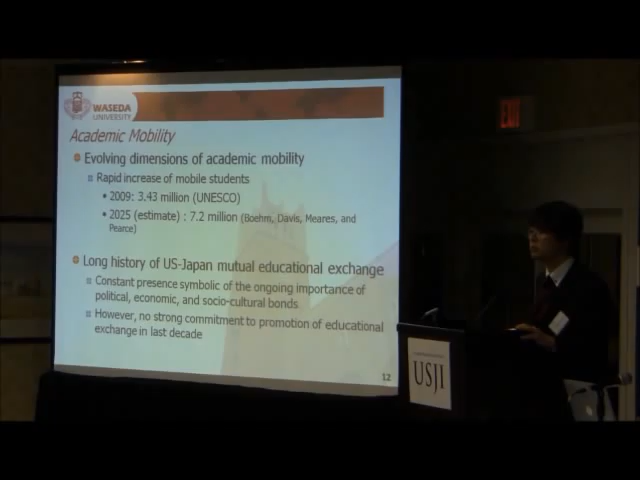 WASEDA
UNIVERSITY
Academic Mobility
Evolving dimensions of academic mobility
Rapid increase of mobile students
• 2009: 3.43 million (UNESCO)
• 2025 (estimate) : 7.2 million (Boehm, Davis, Meares, and
Pearce)
Long history of US-Japan mutual educational exchange
Constant presence symbolic of the ongoing importance of
political, economic, and socio-cultural bonds
However, no strong commitment to promotion of educational
exchange in last decade
12
EXIT
USJI